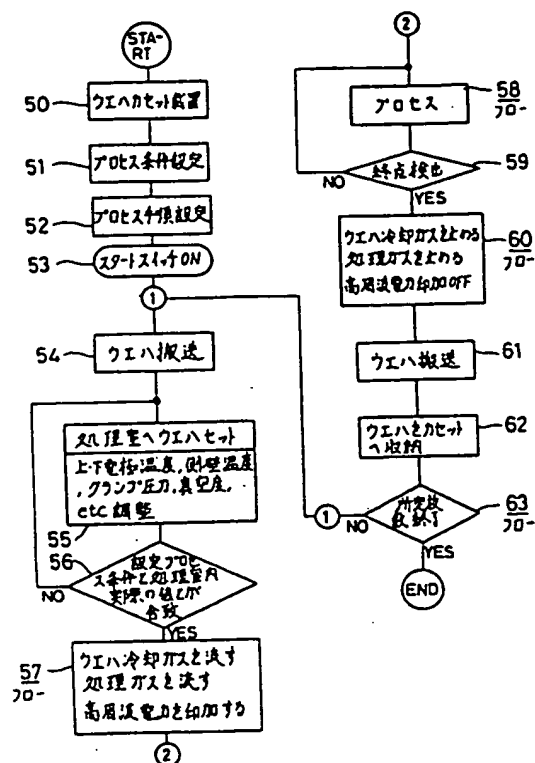 STA-
RT
50
ウエハカセット載置
51
プロセス条件設定
52
プロセス手順設定
53
スタートスイッチON
1
54
ウエハ搬送
処理室へウエハセット
上下電極温度,側壁温度
,クランプ圧力,真空度,
etc調整
55
56
設定プロセ
ス条件と処理室内
実際の値とが
合致
NO
YES
57
フロー
ウエハ冷却ガスを流す
処理ガスを流す
高周波電力を印加する
2
2
プロセス
58
フロー
終点検出
59
NO
YES
ウエハ冷却ガスを止める
処理ガスを止める
高周波電力印加OFF
60
フロー
ウエハ搬送
61
ウエハをカセット
へ収納
62
1
所定枚
数終了
63
フロー
NO
YES
END